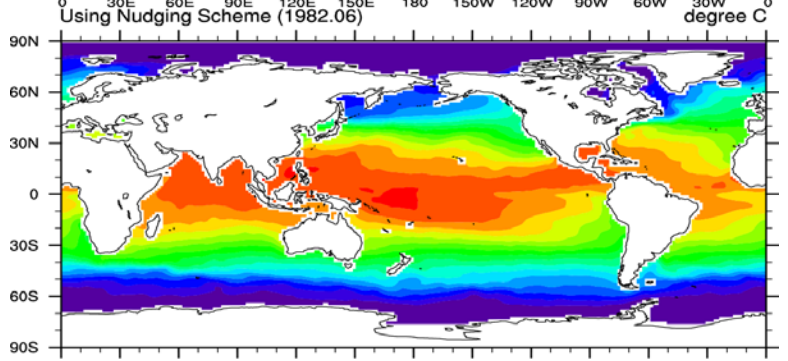 0 30E 60E 90E 120E 150E 180 150W 120W 90W 60W 30W 0
Using Nudging Scheme (1982.06) degree C
90N
60N
30N
0
30S
60S
90S